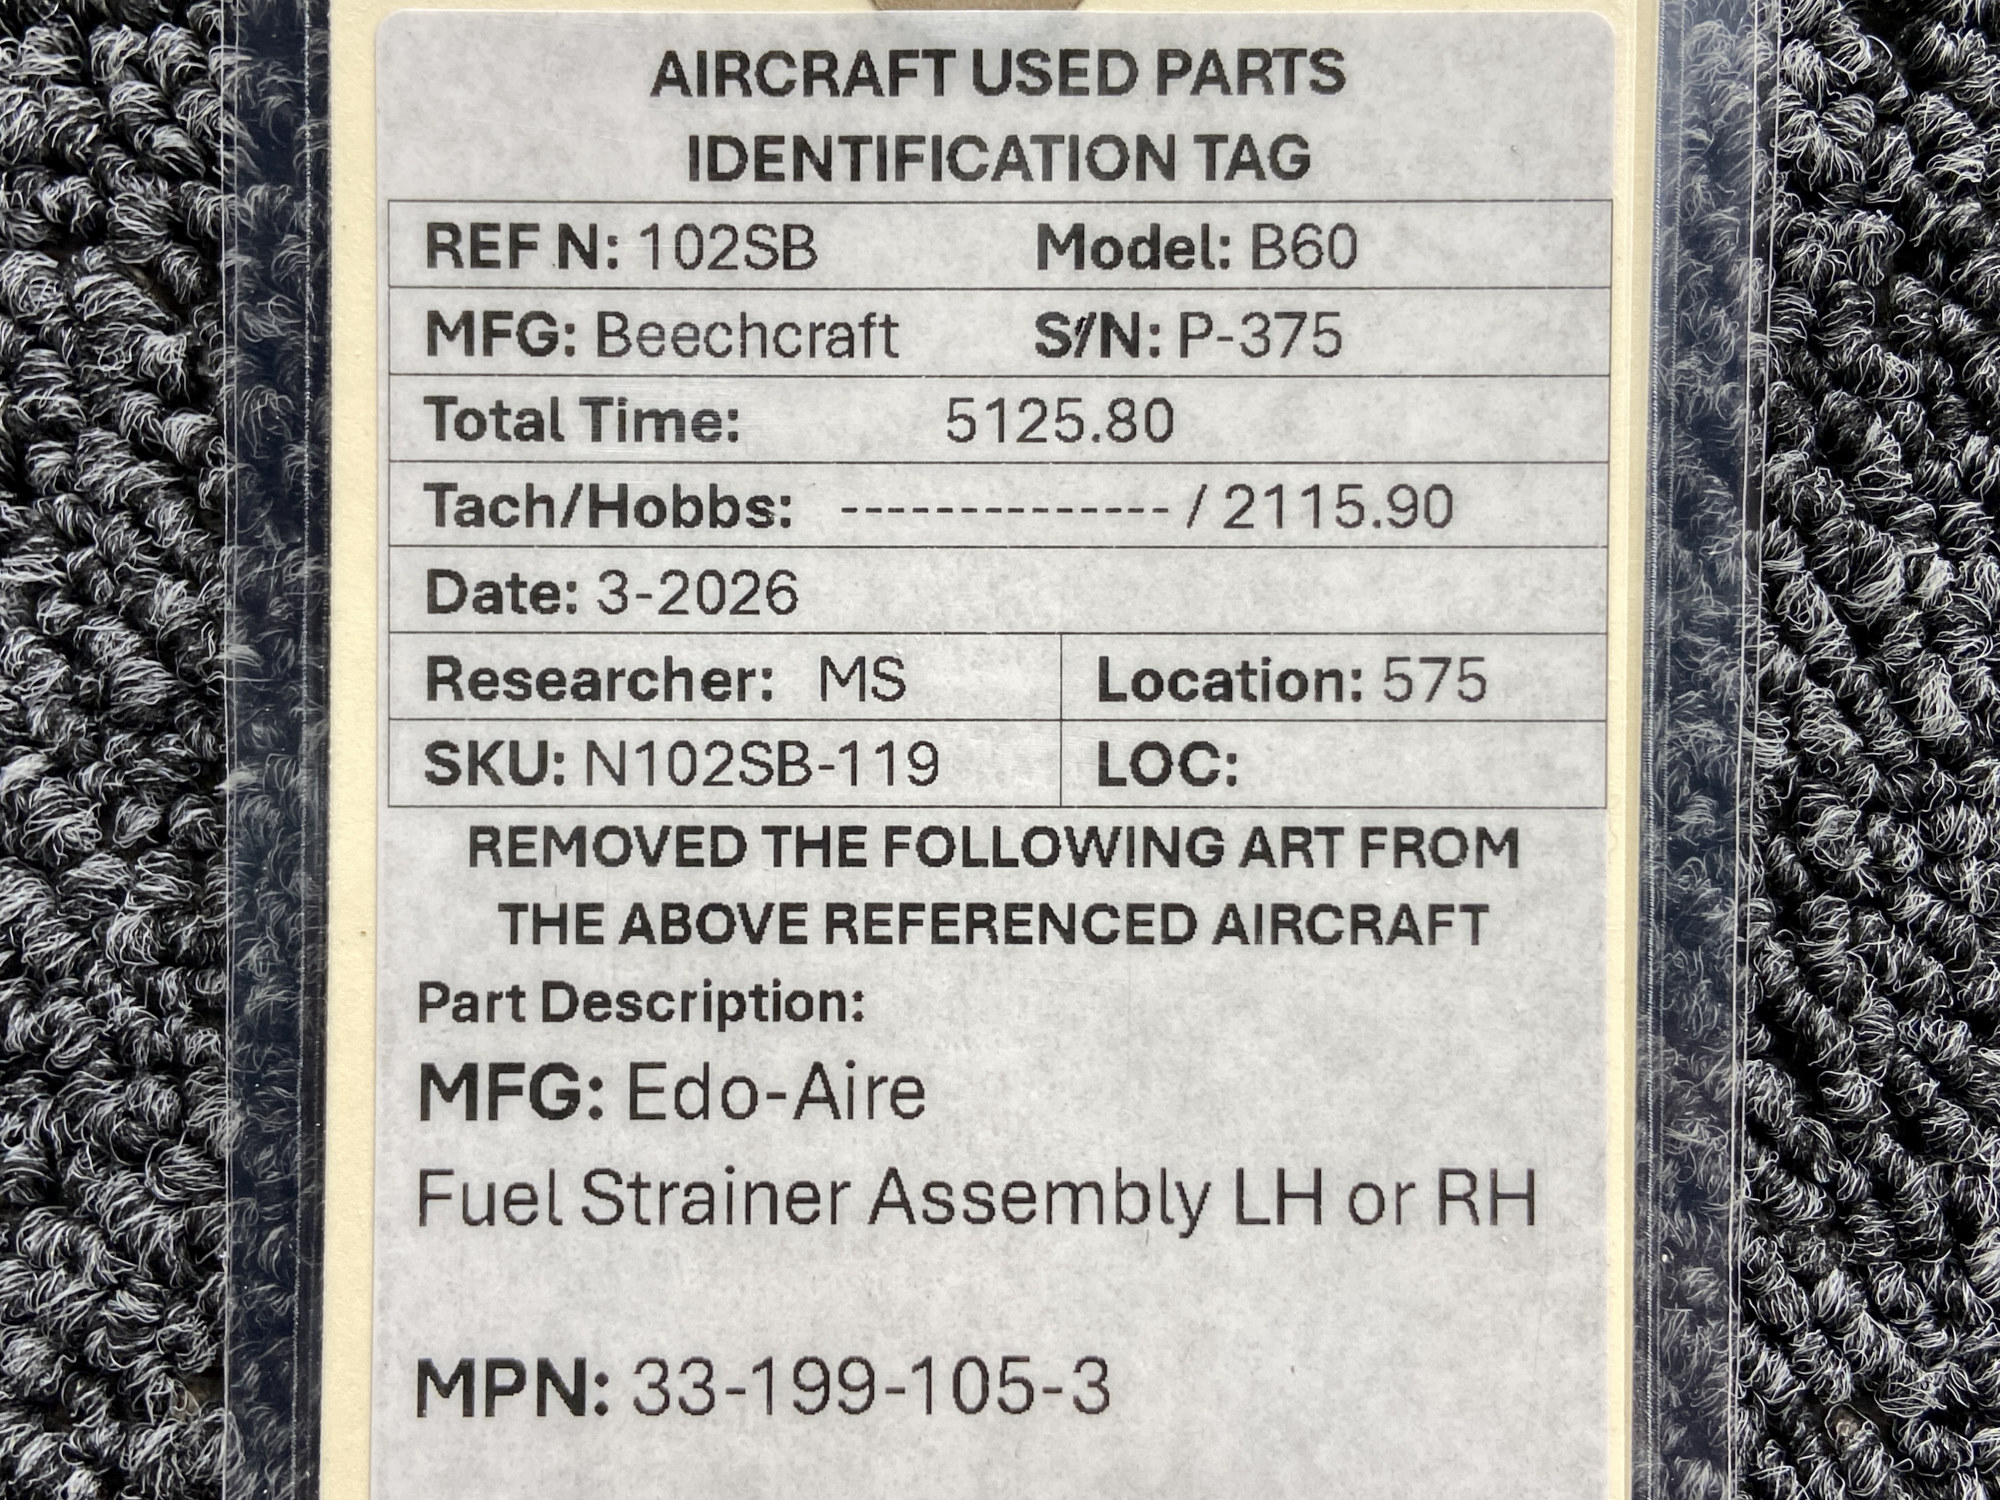 AIRCRAFT USED PARTS
IDENTIFICATION TAG
REF N: 102SB Model: B60
MFG: Beechcraft S/N: P-375
Total Time: 5125.80
Tach/Hobbs: -------------- / 2115.90
Date: 3-2026
Researcher: MS Location: 575
SKU: N102SB-119 LOC:
REMOVED THE FOLLOWING ART FROM
THE ABOVE REFERENCED AIRCRAFT
Part Description:
MFG: Edo-Aire
Fuel Strainer Assembly LH or RH
MPN: 33-199-105-3